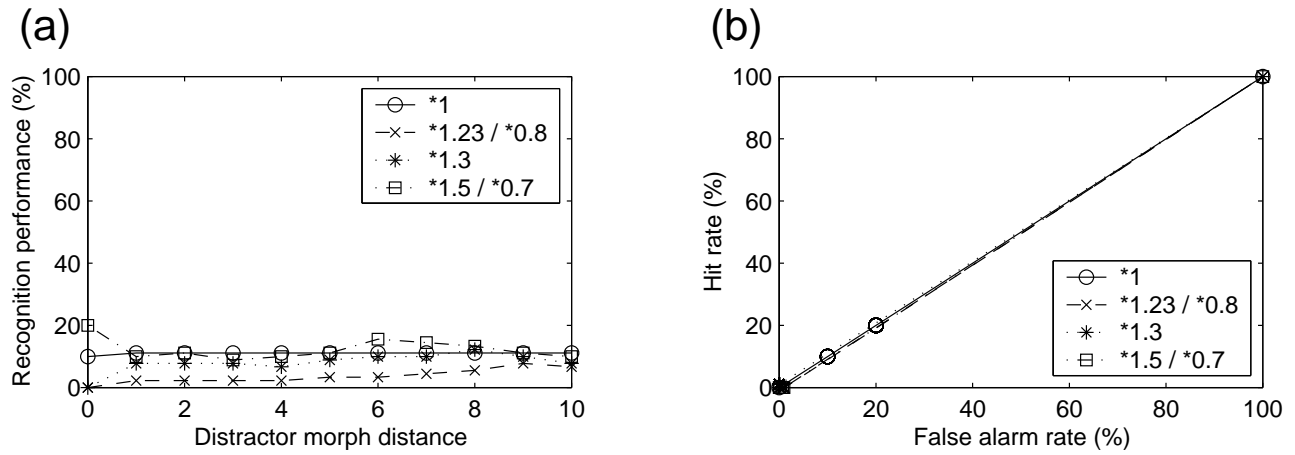 (a)
Recognition performance (%)
100
80
60
40
20
0
0 2 4 6 8 10
Distractor morph distance
*1
*1.23 / *0.8
*1.3
*1.5 / *0.7
(b)
Hit rate (%)
100
80
60
40
20
0
0 20 40 60 80 100
False alarm rate (%)
*1
*1.23 / *0.8
*1.3
*1.5 / *0.7